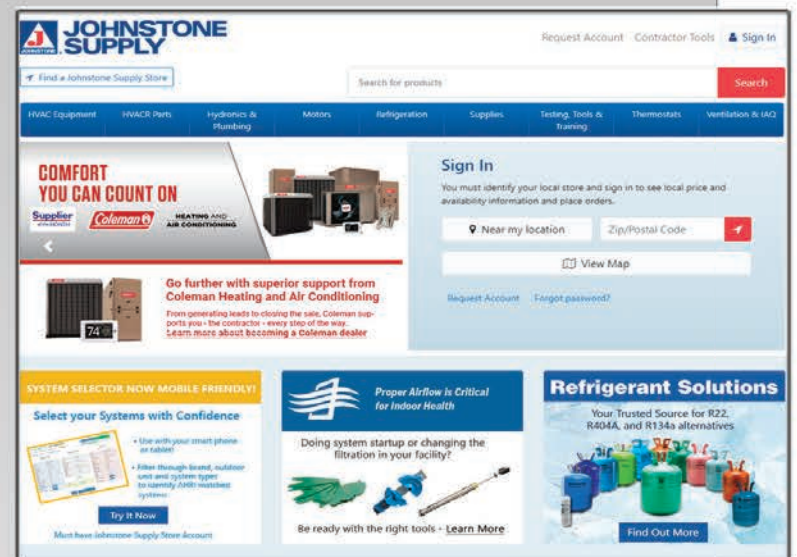 JOHNSTONE
SUPPLY
JOHNSTONE
Request Account Contractor Tools Sign In
Find a Johnstone Supply Store
Search for products
Search
HVAC Equipment
HVACR Parts
Hydronics &
Plumbing
Motors
Refrigeration
Supplies
Testing, Tools &
Training
Thermostats
Ventilation & IAQ
COMFORT
YOU CAN COUNT ON
Supplier
of the MONTH
Coleman
HEATING AND
AIR CONDITIONING
Go further with superior support from
Coleman Heating and Air Conditioning
From generating leads to closing the sale, Coleman sup-
ports you - the contractor - every step of the way.
Learn more about becoming a Coleman dealer
74
Sign In
You must identify your local store and sign in to see local price and
availability information and place orders.
Near my location
Zip/Postal Code
View Map
Request Account Forgot password?
SYSTEM SELECTOR NOW MOBILE FRIENDLY!
Select your Systems with Confidence
• Use with your smart phone
or tablet!
• Filter through brand, outdoor
unit and system types
to identify AHRI matched
systems
Try It Now
Must have Johnstone Supply Store Account
Proper Airflow is Critical
for Indoor Health
Doing system startup or changing the
filtration in your facility?
Be ready with the right tools - Learn More
Refrigerant Solutions
Your Trusted Source for R22,
R404A, and R134a alternatives
Find Out More